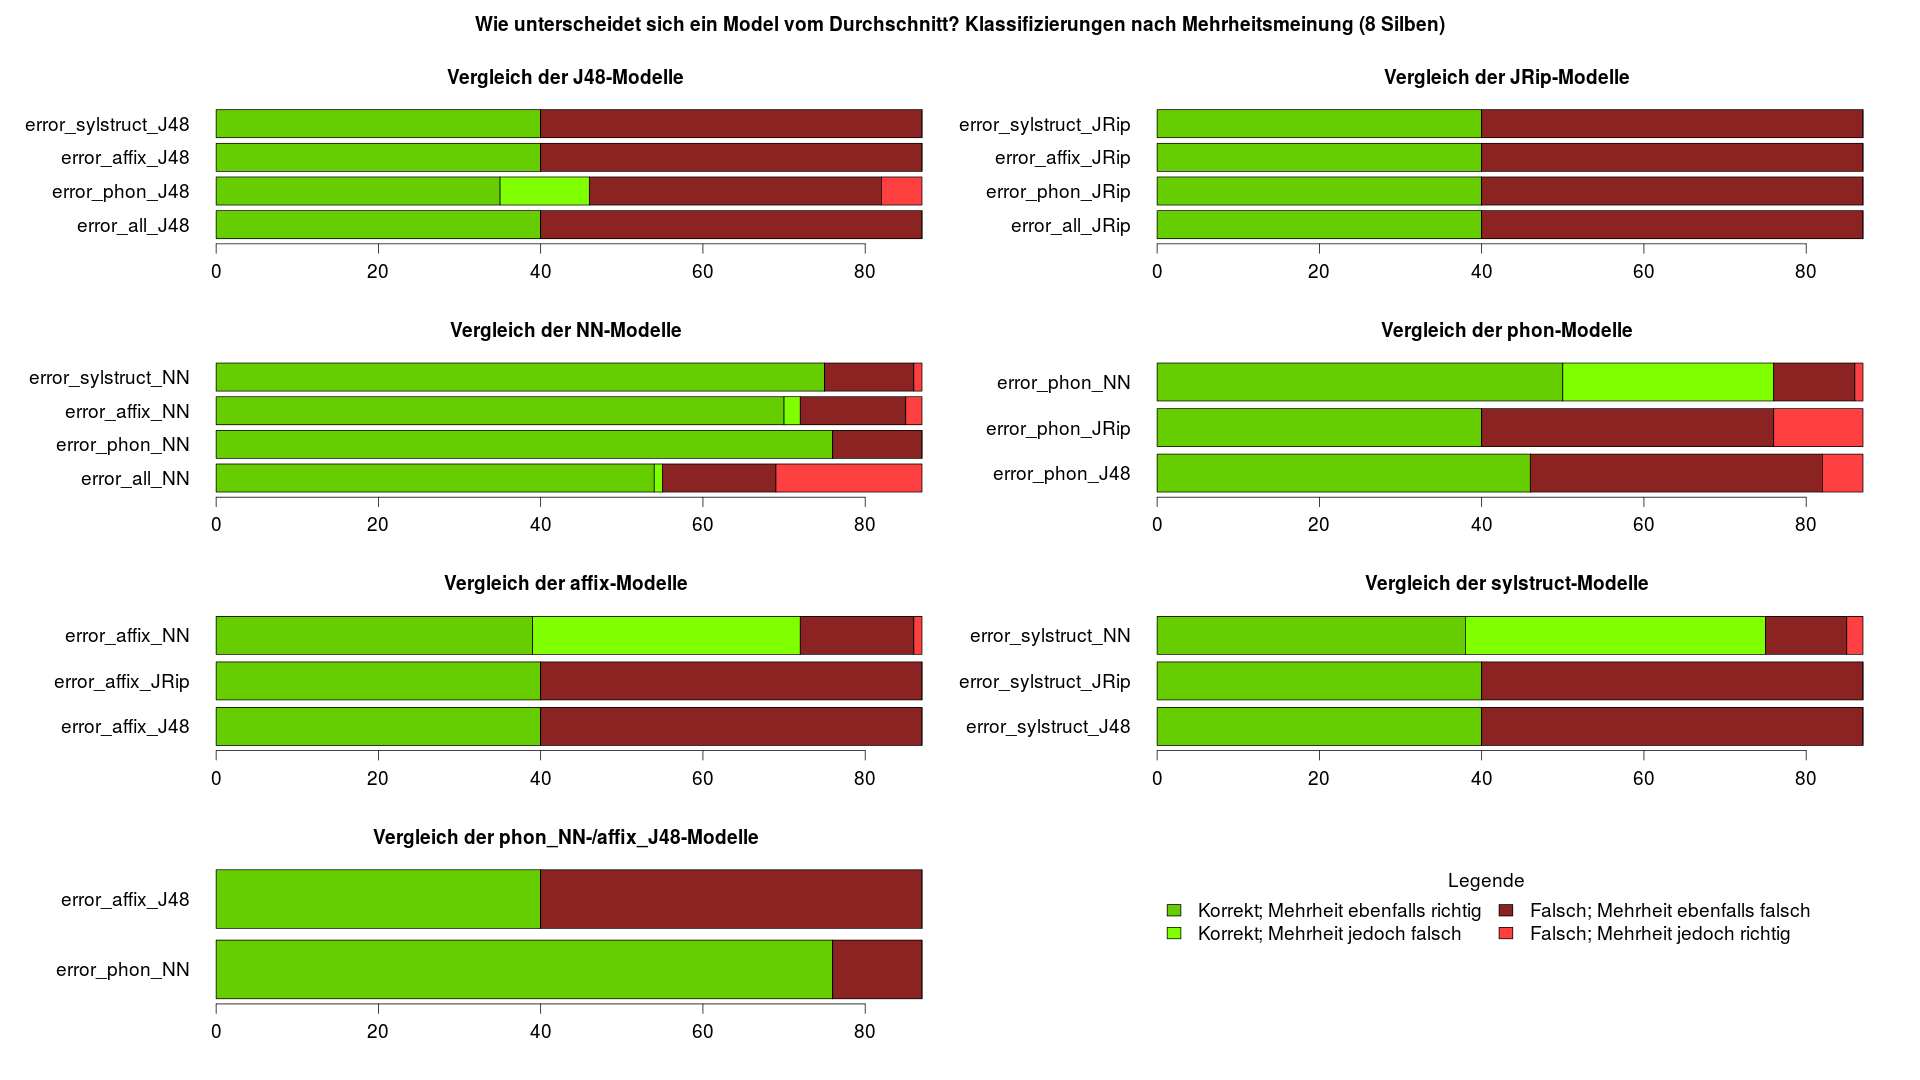 Wie unterscheidet sich ein Model vom Durchschnitt? Klassifizierungen nach Mehrheitsmeinung (8 Silben)
Vergleich der J48-Modelle
error_sylstruct_J48
error_affix_J48
error_phon_J48
error_all_J48
0 20 40 60 80
Vergleich der JRip-Modelle
error_sylstruct_JRip
error_affix_JRip
error_phon_JRip
error_all_JRip
0 20 40 60 80
Vergleich der NN-Modelle
error_sylstruct_NN
error_affix_NN
error_phon_NN
error_all_NN
0 20 40 60 80
Vergleich der phon-Modelle
error_phon_NN
error_phon_JRip
error_phon_J48
0 20 40 60 80
Vergleich der affix-Modelle
error_affix_NN
error_affix_JRip
error_affix_J48
0 20 40 60 80
Vergleich der sylstruct-Modelle
error_sylstruct_NN
error_sylstruct_JRip
error_sylstruct_J48
0 20 40 60 80
Vergleich der phon_NN-/affix_J48-Modelle
error_affix_J48
error_phon_NN
0 20 40 60 80
Legende
Korrekt; Mehrheit ebenfalls richtig
Korrekt; Mehrheit jedoch falsch
Falsch; Mehrheit ebenfalls falsch
Falsch; Mehrheit jedoch richtig